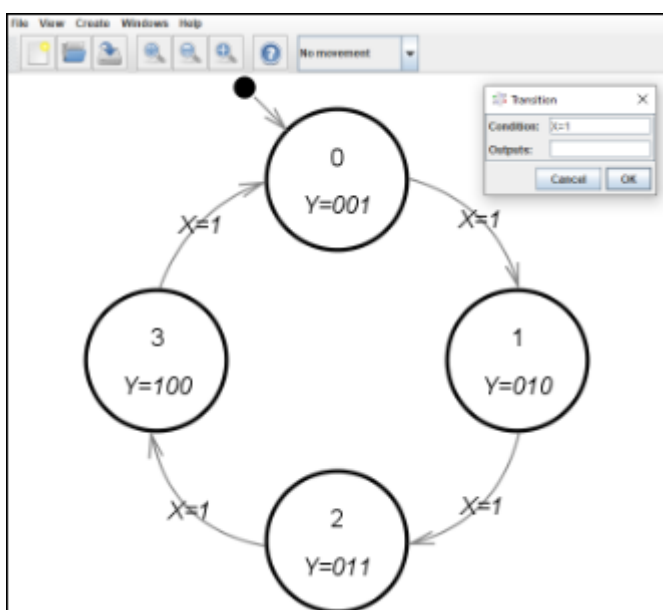 File View Create Windows Help
No movement
Transition
Condition: X=1
Outputs:
Cancel OK
0
Y=001
X=1
X=1
3
Y=100
1
Y=010
X=1
X=1
2
Y=011